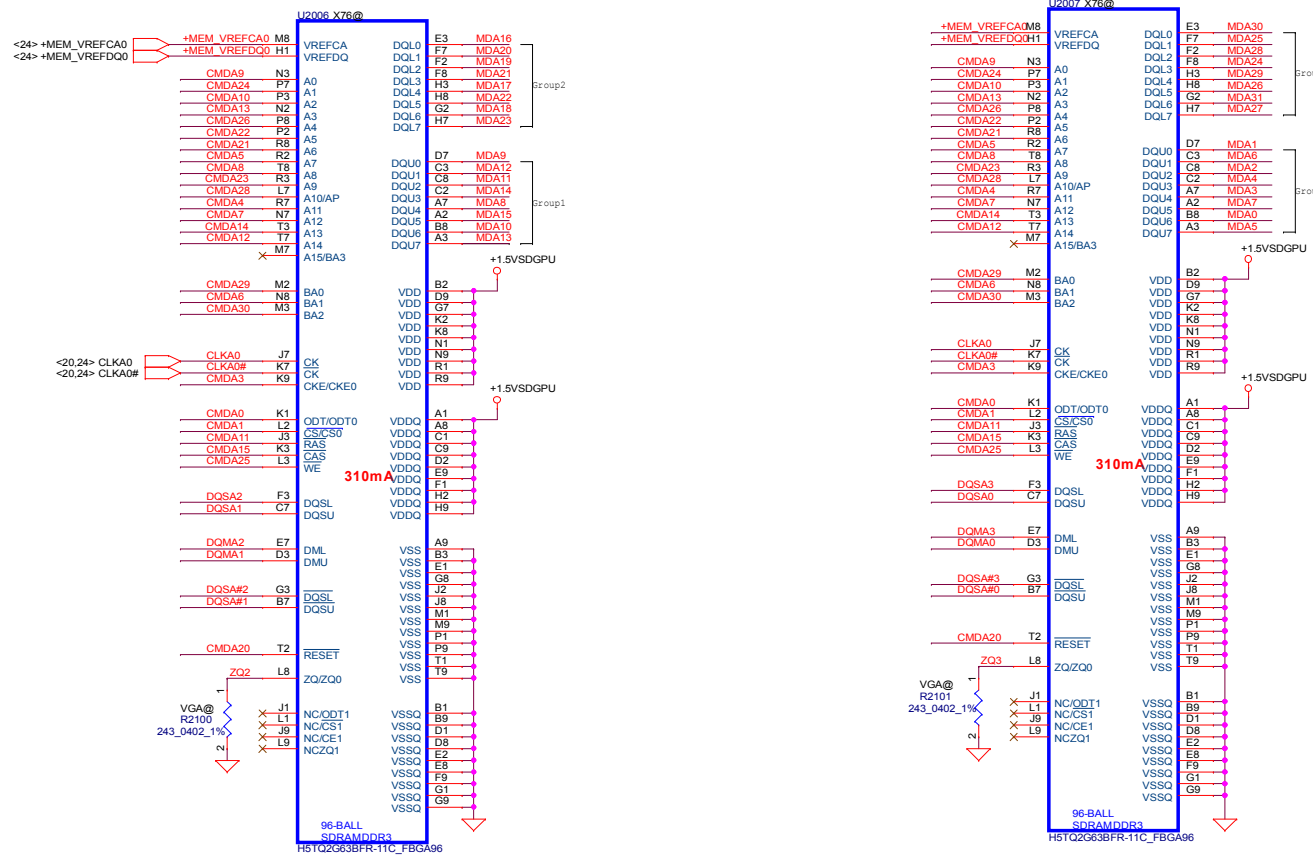 U2006 X76@
<24> +MEM_VREFCA0 +MEM_VREFCA0 M8 VREFCA DQL0 E3 MDA16
<24> +MEM_VREFDQ0 +MEM_VREFDQ0 H1 VREFDQ DQL1 F7 MDA20
DQL2 F2 MDA19
CMDA9 N3 A0 DQL3 F8 MDA21
CMDA24 P7 A1 DQL4 H3 MDA17
CMDA10 P3 A2 DQL5 H8 MDA22
CMDA13 N2 A3 DQL6 G2 MDA18
CMDA26 P8 A4 DQL7 H7 MDA23
Group2
CMDA22 P2 A5
CMDA21 R8 A6
CMDA5 R2 A7 DQU0 D7 MDA9
CMDA8 T8 A8 DQU1 C3 MDA12
CMDA23 R3 A9 DQU2 C8 MDA11
CMDA28 L7 A10/AP DQU3 C2 MDA14
CMDA4 R7 A11 DQU4 A7 MDA8
CMDA7 N7 A12 DQU5 A2 MDA15
CMDA14 T3 A13 DQU6 B8 MDA10
CMDA12 T7 A14 DQU7 A3 MDA13
Group1
M7 A15/BA3
+1.5VSDGPU
CMDA29 M2 BA0 VDD B2
CMDA6 N8 BA1 VDD D9
CMDA30 M3 BA2 VDD G7
VDD K2
VDD K8
VDD N1
<20,24> CLKA0 CLKA0 J7 CK VDD N9
<20,24> CLKA0# CLKA0# K7 CK VDD R1
CMDA3 K9 CKE/CKE0 VDD R9
+1.5VSDGPU
CMDA0 K1 ODT/ODT0 VDDQ A1
CMDA1 L2 CS/CS0 VDDQ A8
CMDA11 J3 RAS VDDQ C1
CMDA15 K3 CAS VDDQ C9
CMDA25 L3 WE VDDQ D2
310mA VDDQ E9
VDDQ F1
DQSA2 F3 DQSL VDDQ H2
DQSA1 C7 DQSU VDDQ H9
DQMA2 E7 DML VSS A9
DQMA1 D3 DMU VSS B3
VSS E1
VSS G8
DQSA#2 G3 DQSL VSS J2
DQSA#1 B7 DQSU VSS J8
VSS M1
VSS M9
VSS P1
CMDA20 T2 RESET VSS P9
VSS T1
ZQ2 L8 ZQ/ZQ0 VSS T9
1
VGA@
R2100
243_0402_1%
2
J1 NC/ODT1 VSSQ B1
L1 NC/CS1 VSSQ B9
J9 NC/CE1 VSSQ D1
L9 NCZQ1 VSSQ D8
VSSQ E2
VSSQ E8
VSSQ F9
VSSQ G1
VSSQ G9
96-BALL
SDRAMDDR3
H5TQ2G63BFR-11C_FBGA96
U2007 X76@
+MEM_VREFCA0 M8 VREFCA DQL0 E3 MDA30
+MEM_VREFDQ0 H1 VREFDQ DQL1 F7 MDA25
DQL2 F2 MDA28
CMDA9 N3 A0 DQL3 F8 MDA24
CMDA24 P7 A1 DQL4 H3 MDA29
CMDA10 P3 A2 DQL5 H8 MDA26
CMDA13 N2 A3 DQL6 G2 MDA31
CMDA26 P8 A4 DQL7 H7 MDA27
Grou
CMDA22 P2 A5
CMDA21 R8 A6
CMDA5 R2 A7 DQU0 D7 MDA1
CMDA8 T8 A8 DQU1 C3 MDA6
CMDA23 R3 A9 DQU2 C8 MDA2
CMDA28 L7 A10/AP DQU3 C2 MDA4
CMDA4 R7 A11 DQU4 A7 MDA3
CMDA7 N7 A12 DQU5 A2 MDA7
CMDA14 T3 A13 DQU6 B8 MDA0
CMDA12 T7 A14 DQU7 A3 MDA5
Grou
M7 A15/BA3
+1.5VSDGPU
CMDA29 M2 BA0 VDD B2
CMDA6 N8 BA1 VDD D9
CMDA30 M3 BA2 VDD G7
VDD K2
VDD K8
VDD N1
CLKA0 J7 CK VDD N9
CLKA0# K7 CK VDD R1
CMDA3 K9 CKE/CKE0 VDD R9
+1.5VSDGPU
CMDA0 K1 ODT/ODT0 VDDQ A1
CMDA1 L2 CS/CS0 VDDQ A8
CMDA11 J3 RAS VDDQ C1
CMDA15 K3 CAS VDDQ C9
CMDA25 L3 WE VDDQ D2
310mA VDDQ E9
VDDQ F1
DQSA3 F3 DQSL VDDQ H2
DQSA0 C7 DQSU VDDQ H9
DQMA3 E7 DML VSS A9
DQMA0 D3 DMU VSS B3
VSS E1
VSS G8
DQSA#3 G3 DQSL VSS J2
DQSA#0 B7 DQSU VSS J8
VSS M1
VSS M9
VSS P1
CMDA20 T2 RESET VSS P9
VSS T1
ZQ3 L8 ZQ/ZQ0 VSS T9
1
VGA@
R2101
243_0402_1%
2
J1 NC/ODT1 VSSQ B1
L1 NC/CS1 VSSQ B9
J9 NC/CE1 VSSQ D1
L9 NCZQ1 VSSQ D8
VSSQ E2
VSSQ E8
VSSQ F9
VSSQ G1
VSSQ G9
96-BALL
SDRAMDDR3
H5TQ2G63BFR-11C_FBGA96